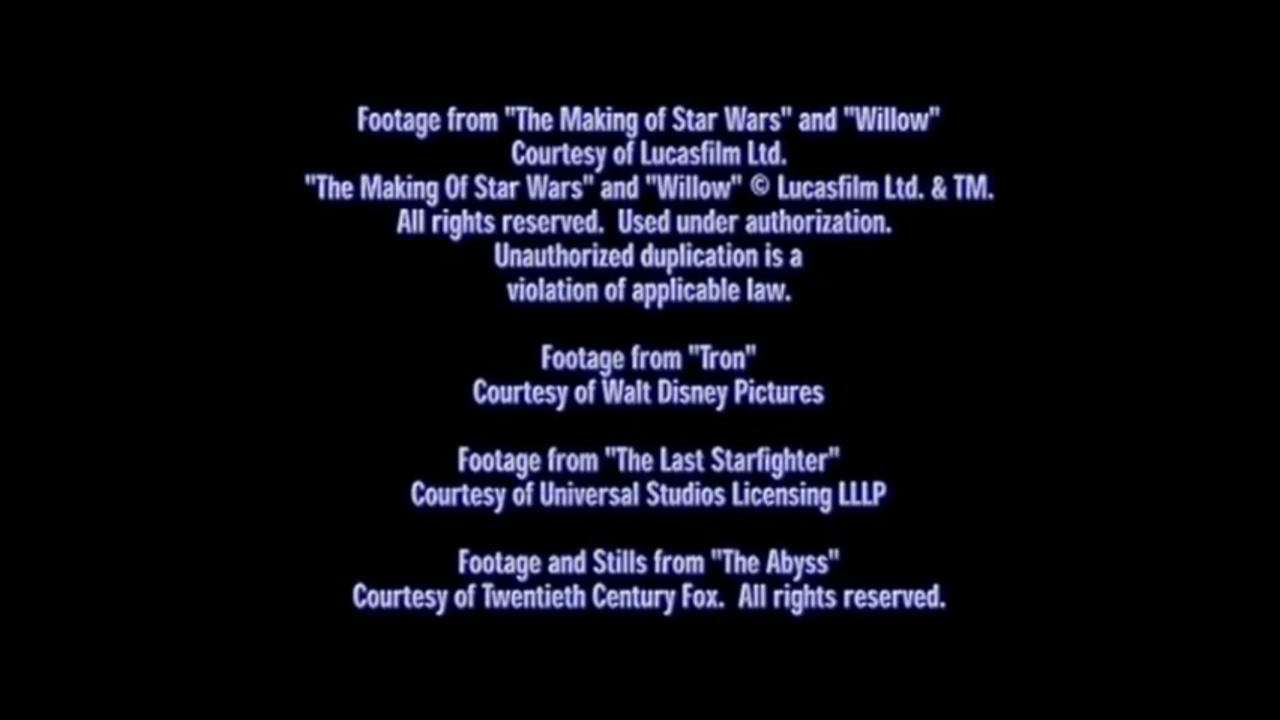 Footage from "The Making of Star Wars" and "Willow"
Courtesy of Lucasfilm Ltd.
"The Making Of Star Wars" and "Willow" © Lucasfilm Ltd. & TM.
All rights reserved.  Used under authorization.
Unauthorized duplication is a
violation of applicable law.
Footage from "Tron"
Courtesy of Walt Disney Pictures
Footage from "The Last Starfighter"
Courtesy of Universal Studios Licensing LLLP
Footage and Stills from "The Abyss"
Courtesy of Twentieth Century Fox.  All rights reserved.